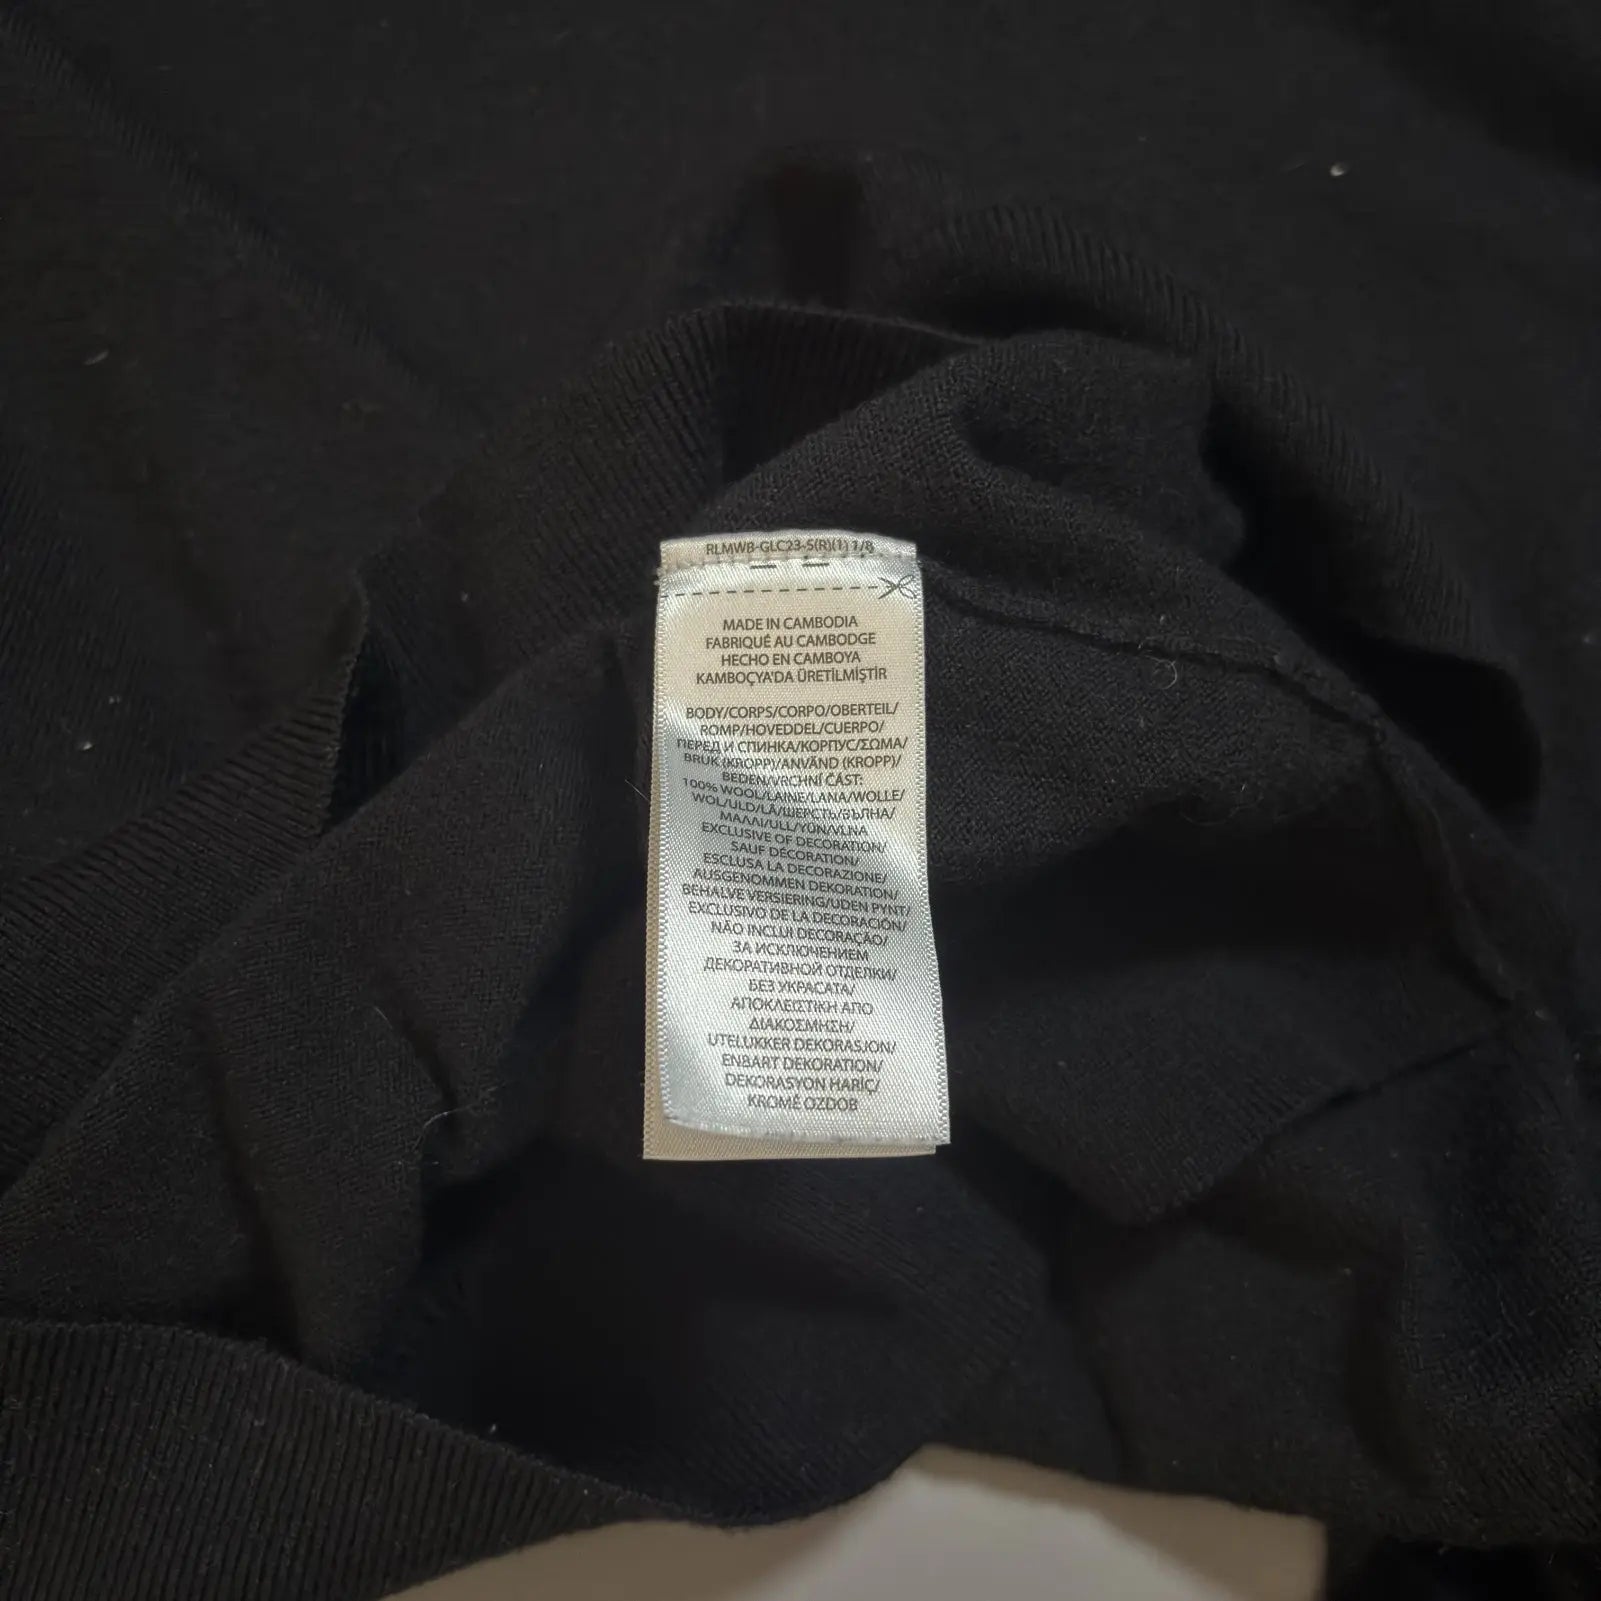 RLMWB-GLC23-S(R)(1) 1/8
MADE IN CAMBODIA
FABRIQUÉ AU CAMBODGE
HECHO EN CAMBOYA
KAMBOÇYA'DA ÜRETİLMİŞTİR
BODY/CORPS/CORPO/OBERTEIL/
ROMP/HOVEDDEL/CUERPO/
ПЕРЕД И СПИНКА/КОРПУС/ΣΩΜΑ/
BRUK (KROPP)/ANVÄND (KROPP)/
BEDEN/VRCHNÍ ČÁST:
100% WOOL/LAINE/LANA/WOLLE/
WOL/ULD/LÃ/ШЕРСТЬ/ВЪЛНА/
ΜΑΛΛΙ/ULL/YÜN/VLNA
EXCLUSIVE OF DECORATION/
SAUF DÉCORATION/
ESCLUSA LA DECORAZIONE/
AUSGENOMMEN DEKORATION/
BEHALVE VERSIERING/UDEN PYNT/
EXCLUSIVO DE LA DECORACIÓN/
NÃO INCLUI DECORAÇÃO/
ЗА ИСКЛЮЧЕНИЕМ
ДЕКОРАТИВНОЙ ОТДЕЛКИ/
БЕЗ УКРАСАТА/
ΑΠΟΚΛΕΙΣΤΙΚΗ ΑΠΟ
ΔΙΑΚΟΣΜΗΣΗ/
UTELUKKER DEKORASJON/
ENBART DEKORATION/
DEKORASYON HARİÇ/
KROMĚ OZDOB